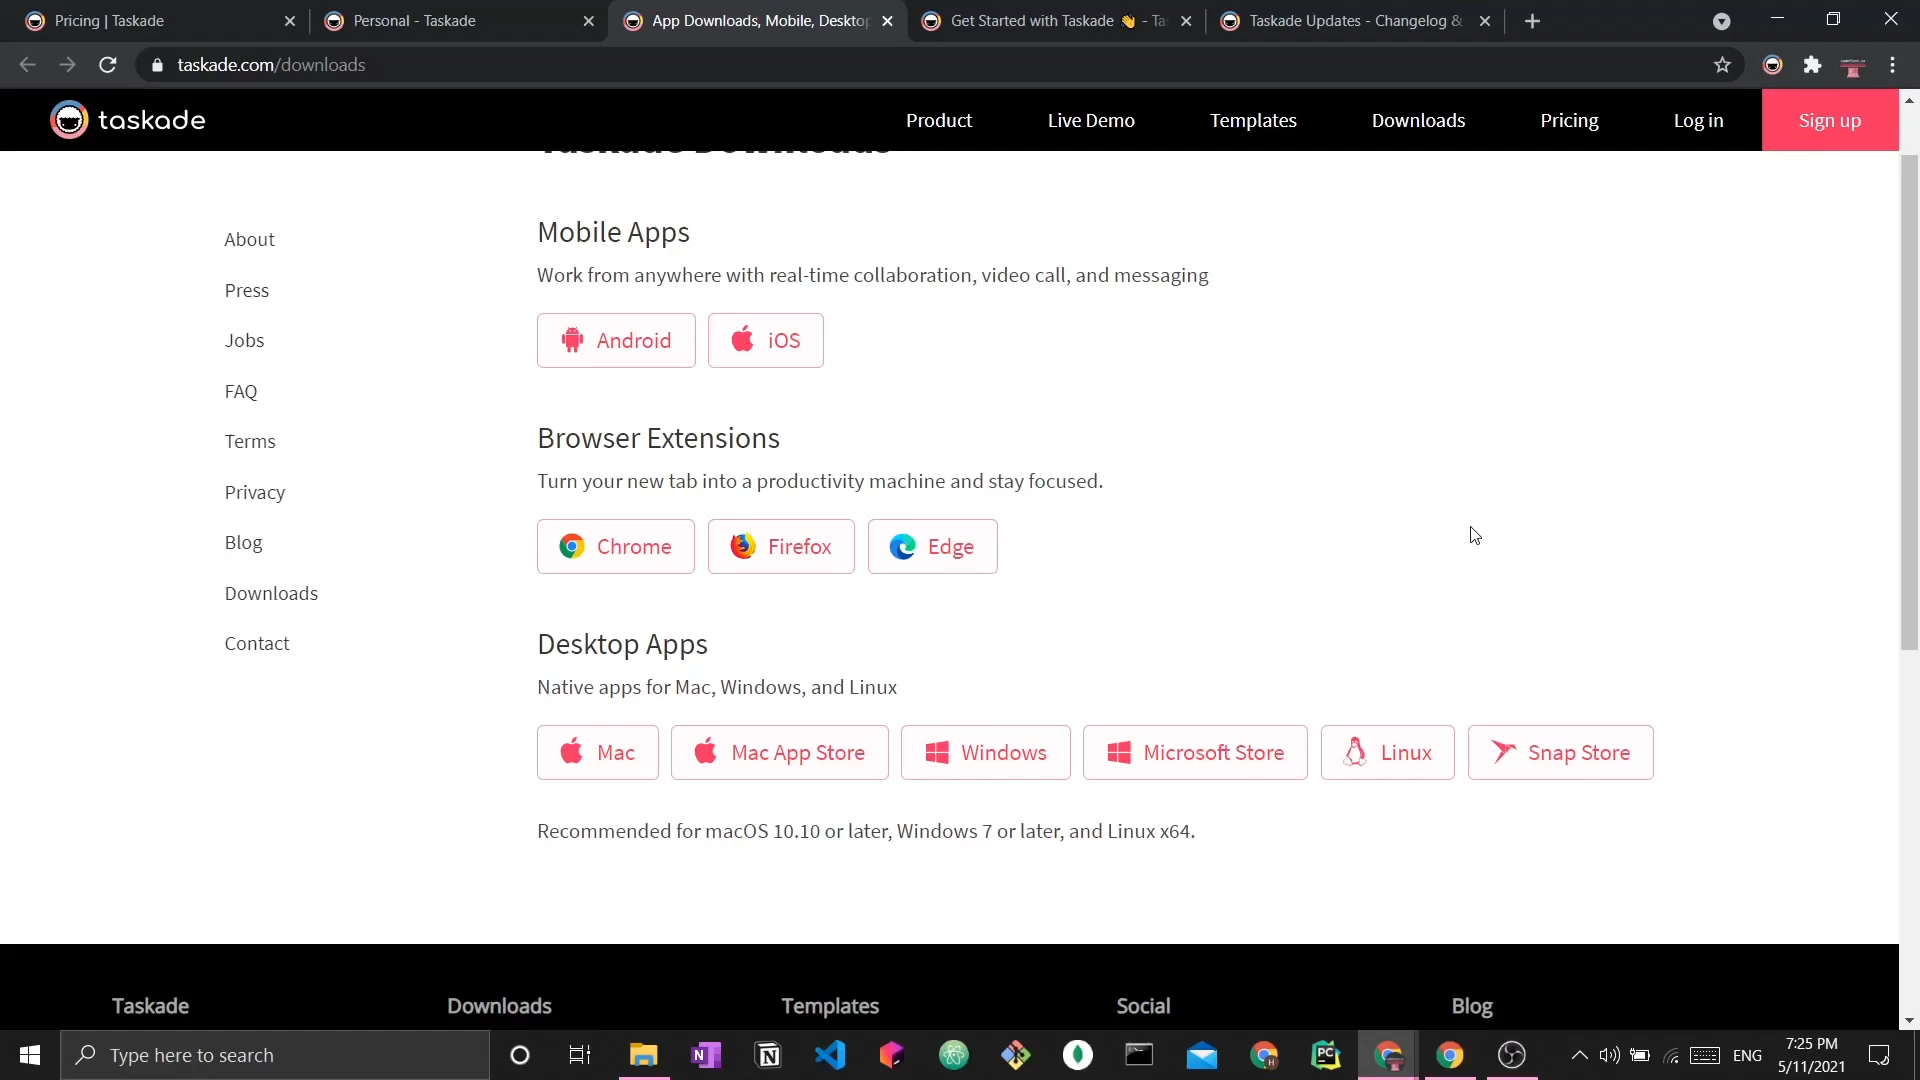 Pricing | Taskade
Personal - Taskade
App Downloads, Mobile, Desktop
Get Started with Taskade 👋 - Ta
Taskade Updates - Changelog &
taskade.com/downloads
taskade
Product
Live Demo
Templates
Downloads
Pricing
Log in
Sign up
Taskade Downloads
About
Press
Jobs
FAQ
Terms
Privacy
Blog
Downloads
Contact
Mobile Apps
Work from anywhere with real-time collaboration, video call, and messaging
Android
iOS
Browser Extensions
Turn your new tab into a productivity machine and stay focused.
Chrome
Firefox
Edge
Desktop Apps
Native apps for Mac, Windows, and Linux
Mac
Mac App Store
Windows
Microsoft Store
Linux
Snap Store
Recommended for macOS 10.10 or later, Windows 7 or later, and Linux x64.
Taskade
Downloads
Templates
Social
Blog
Type here to search
ENG
7:25 PM
5/11/2021